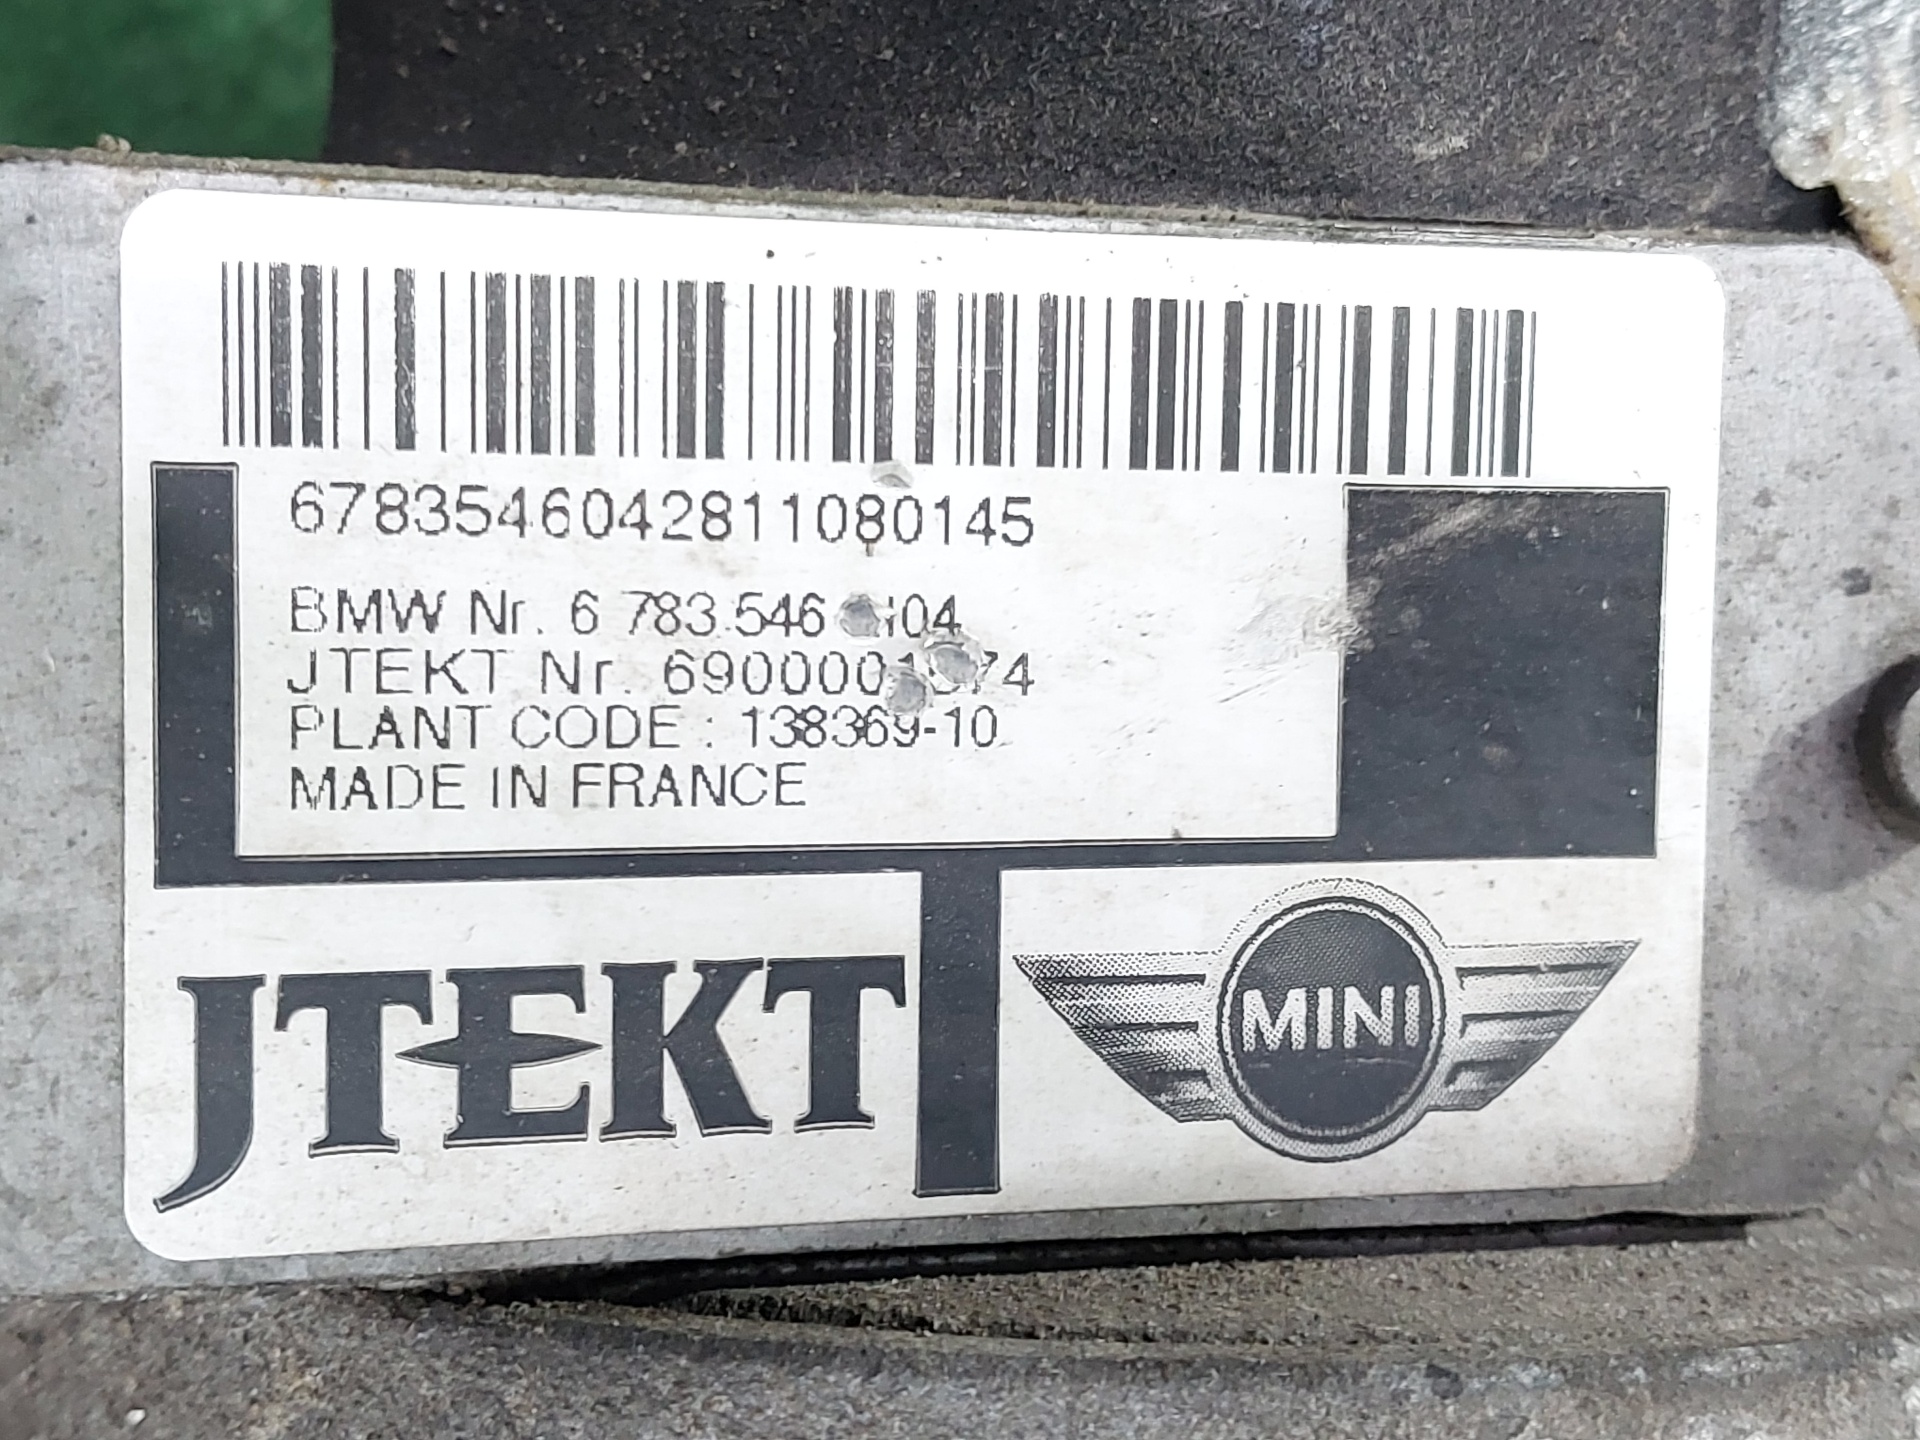 6783546042811080145
BMW Nr. 6 783 546
JTEKT Nr.
PLANT CODE : 138369-10
MADE IN FRANCE
JTEKT
MINI